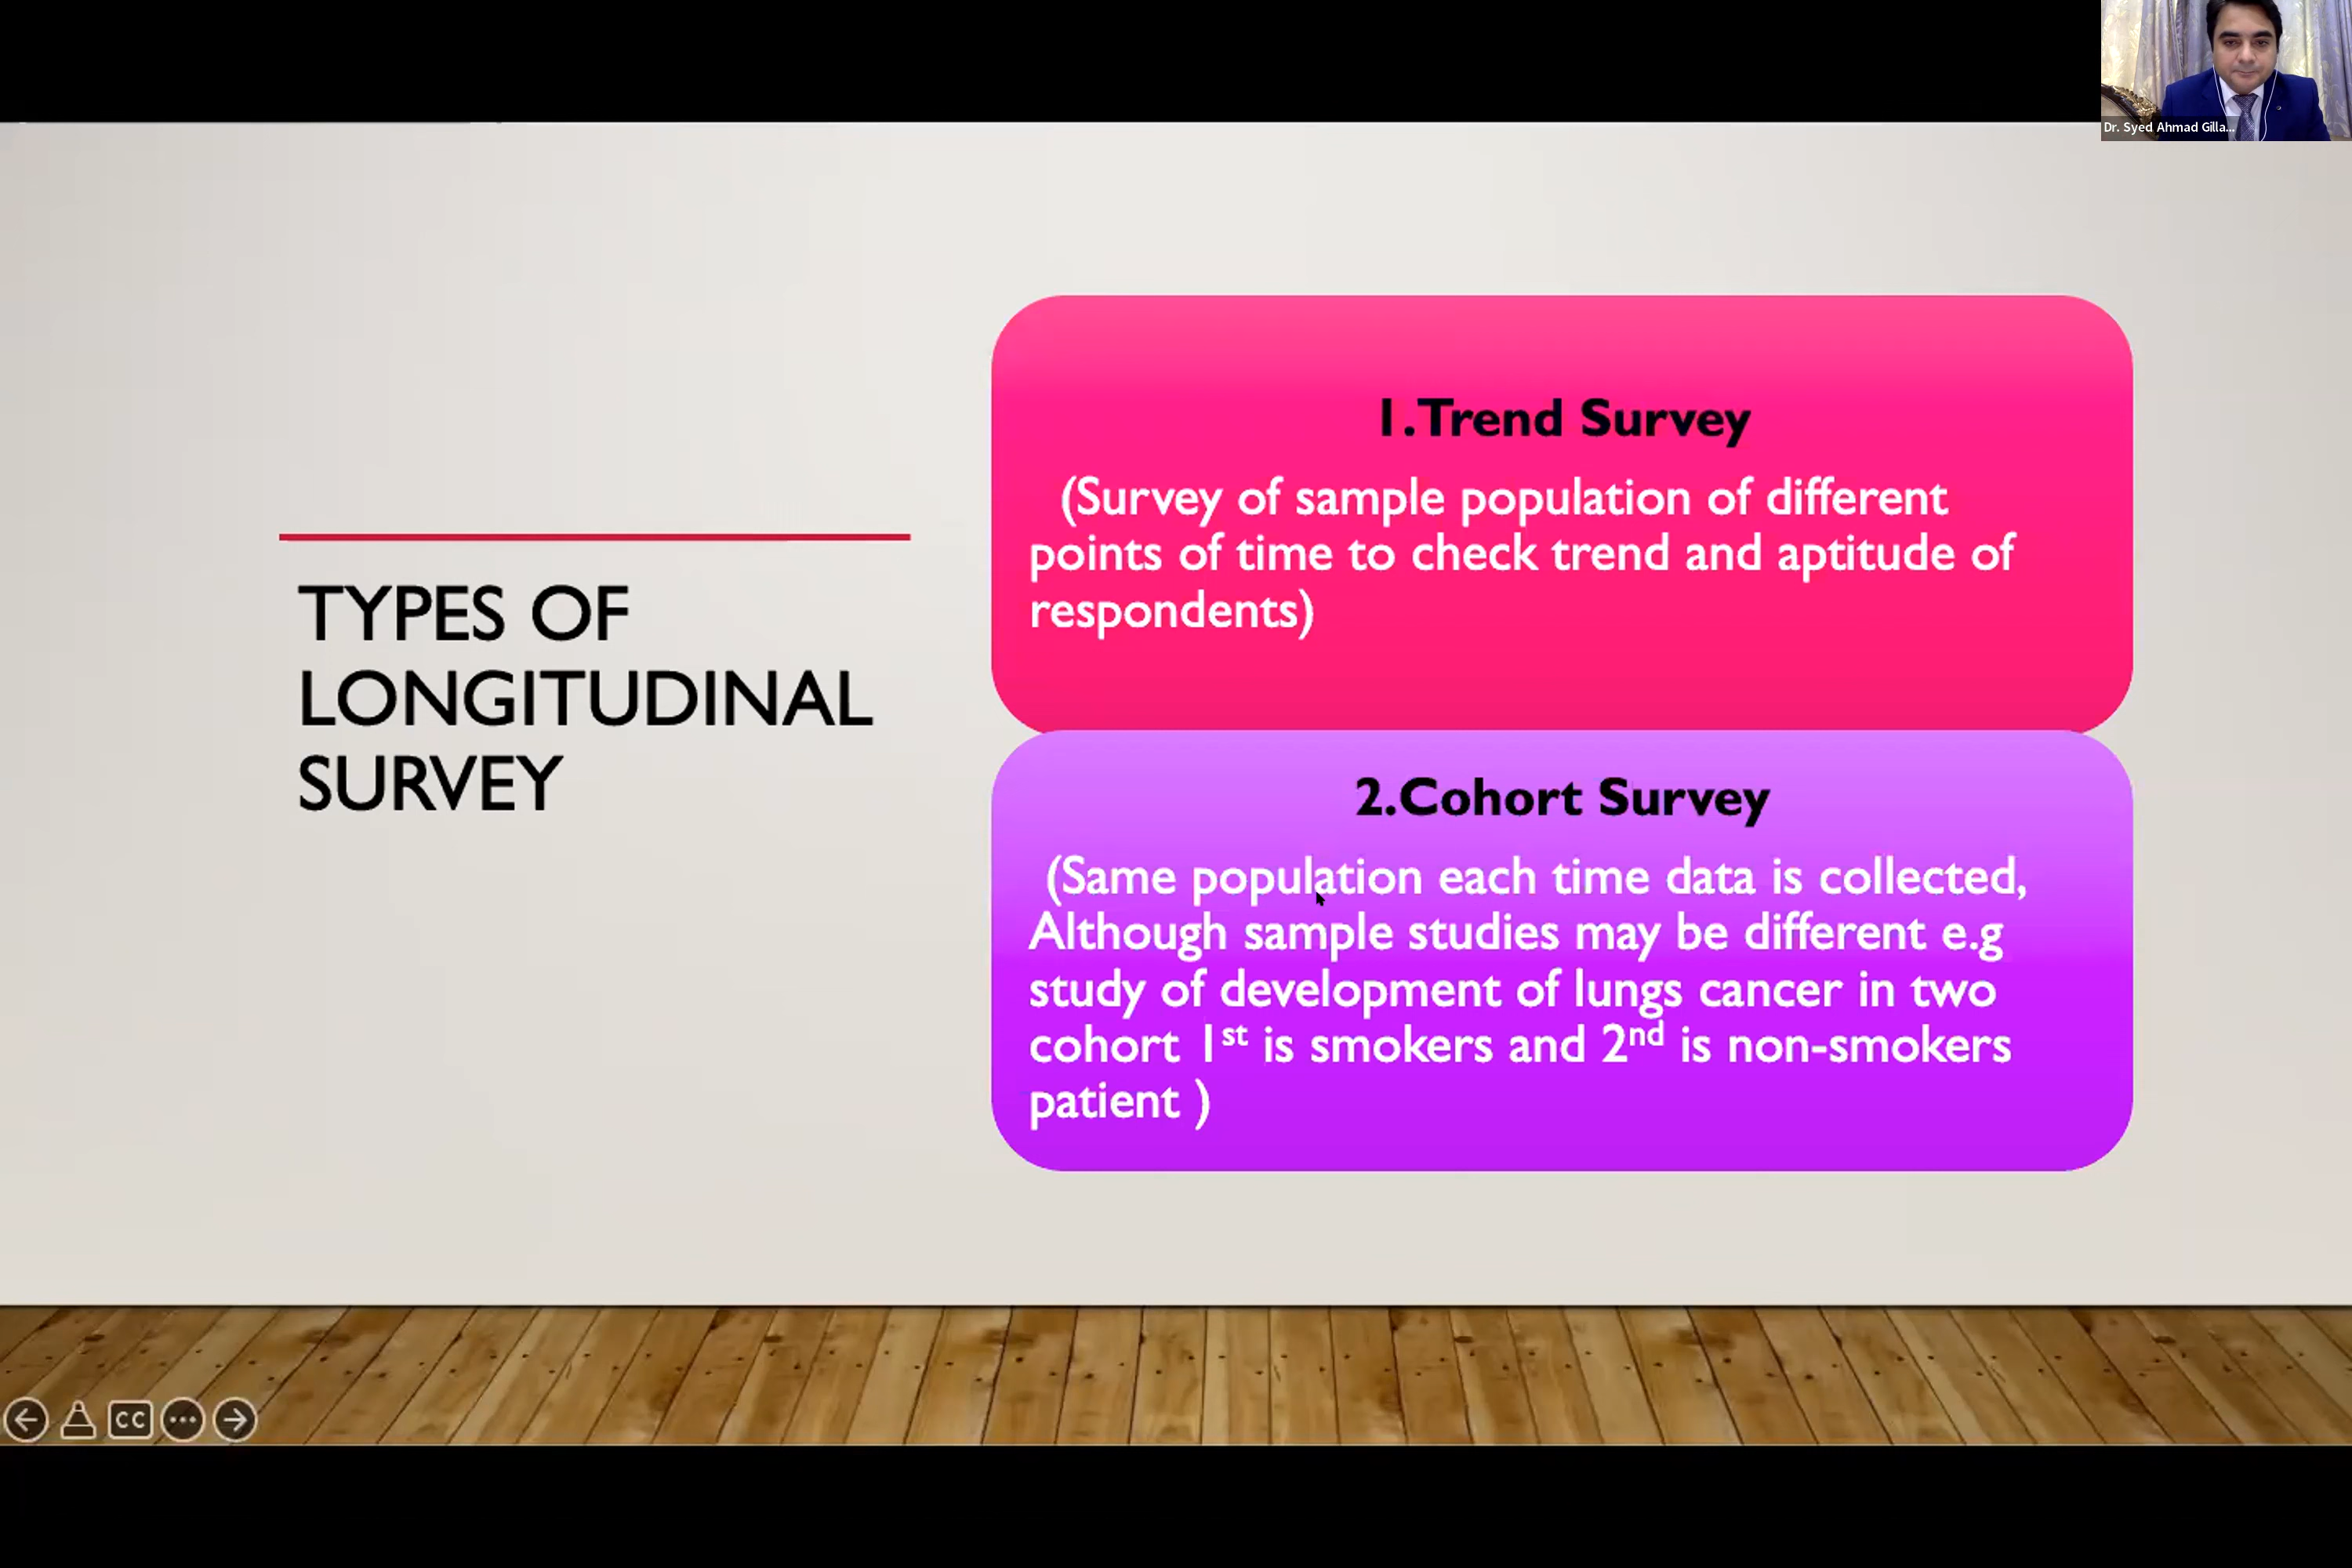 Dr. Syed Ahmad Gilla...
TYPES OF
LONGITUDINAL
SURVEY
1.Trend Survey
(Survey of sample population of different
points of time to check trend and aptitude of
respondents)
2.Cohort Survey
(Same population each time data is collected,
Although sample studies may be different e.g
study of development of lungs cancer in two
cohort 1st is smokers and 2nd is non-smokers
patient )
CC